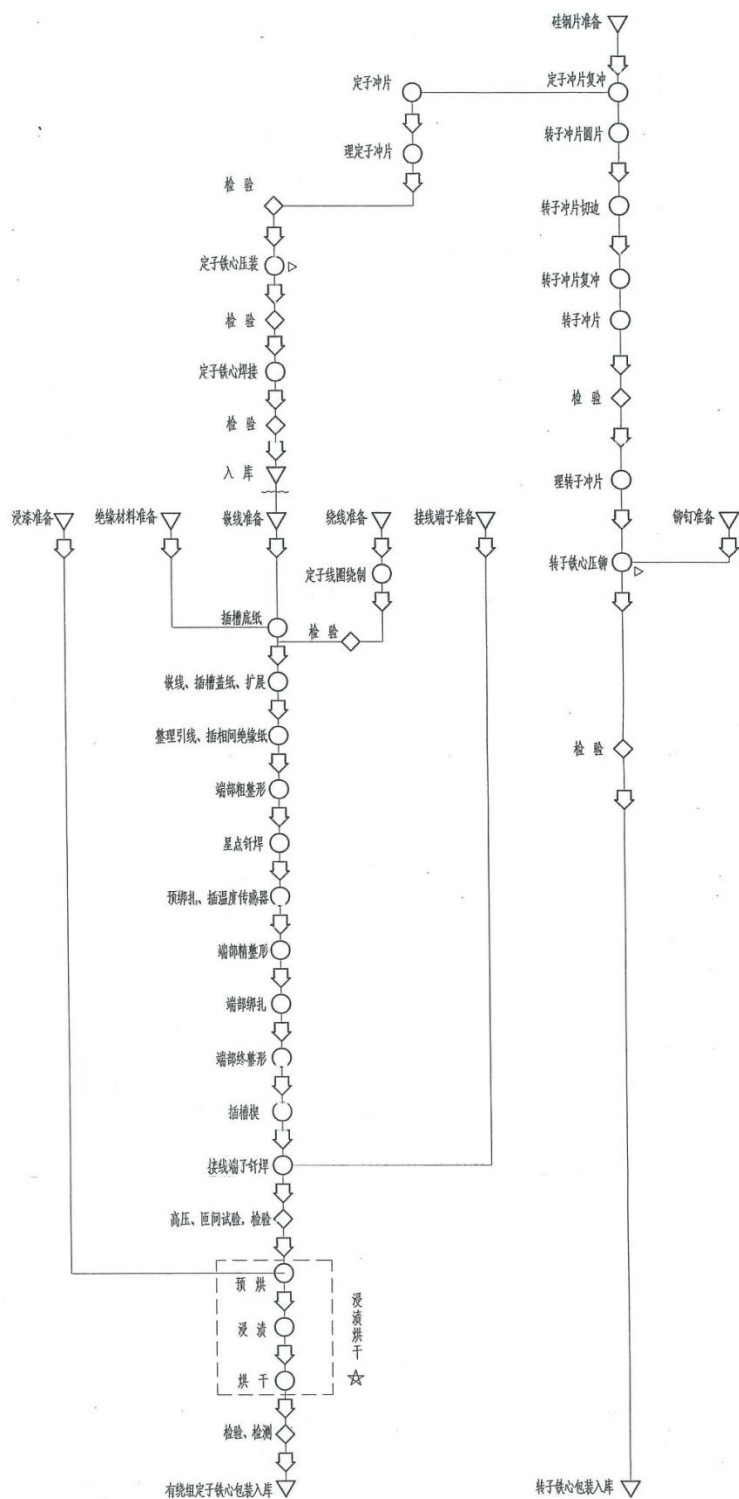 硅钢片准备
定子冲片
定子冲片复冲
转子冲片圆片
理定子冲片
检 验
转子冲片切边
定子铁心压装
转子冲片复冲
检 验
转子冲片
定子铁心焊接
检 验
检 验
入 库
理转子冲片
浸漆准备
绝缘材料准备
嵌线准备
绕线准备
接线端子准备
铆钉准备
转子铁心压铆
定子线圈绕制
插槽底纸
检 验
嵌线、插槽盖纸、扩展
整理引线、插相间绝缘纸
检 验
端部粗整形
星点钎焊
预绑扎、插温度传感器
端部精整形
端部绑扎
端部终整形
插槽楔
接线端子钎焊
高压、匝间试验,检验
预 烘
浸渍烘干
浸 渍
烘 干
检验、检测
有绕组定子铁心包装入库
转子铁心包装入库